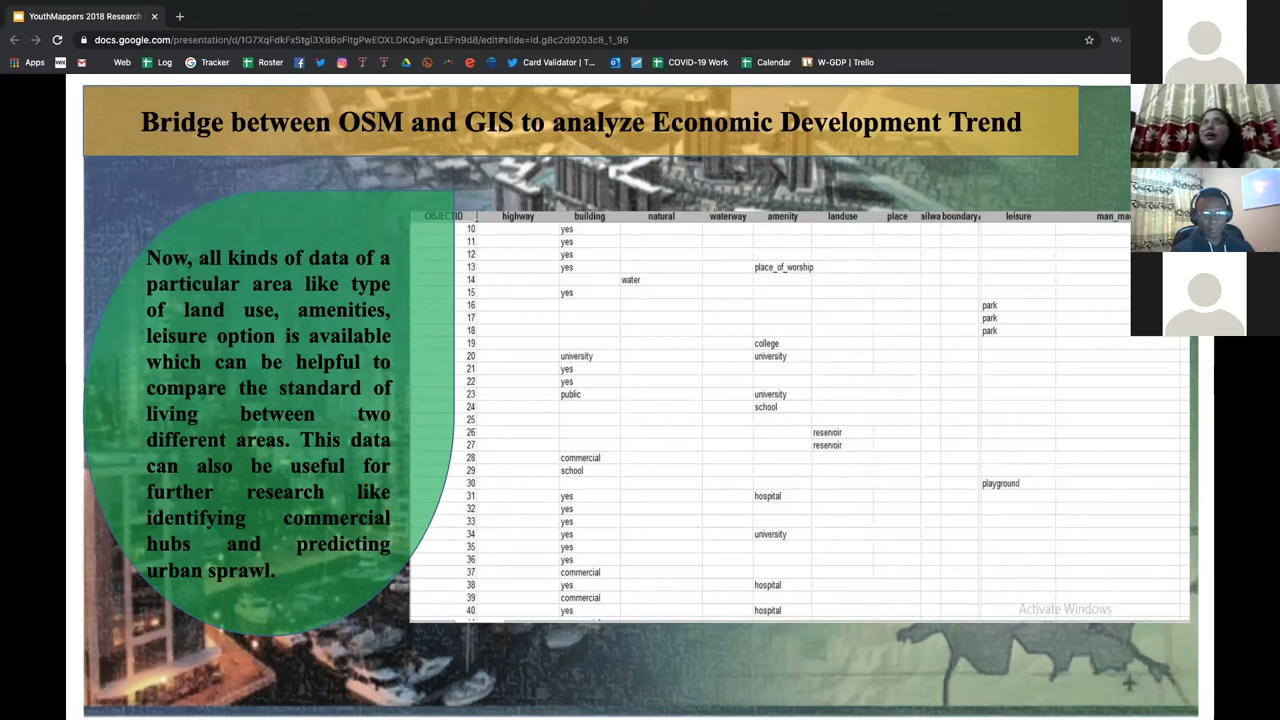 YouthMappers 2018 Research
docs.google.com/presentation/d/1O7XqFdkFxStgl3X86oFItgPwEOXLDKQsFigzLEFn9d8/edit#slide=id.g8c2d9203c8_1_96
Apps Web Log Tracker Roster Card Validator | T... COVID-19 Work Calendar W-GDP | Trello
Bridge between OSM and GIS to analyze Economic Development Trend
Now, all kinds of data of a
particular area like type
of land use, amenities,
leisure option is available
which can be helpful to
compare the standard of
living between two
different areas. This data
can also be useful for
further research like
identifying commercial
hubs and predicting
urban sprawl.
OBJECTID highway building natural waterway amenity landuse place ailwa boundary leisure man_ma
10 yes
11 yes
12 yes
13 yes place_of_worship
14 water
15 yes
16 park
17 park
18 park
19 college
20 university university
21 yes
22 yes
23 public university
24 school
25
26 reservoir
27 reservoir
28 commercial
29 school
30 playground
31 yes hospital
32 yes
33 yes
34 yes university
35 yes
36 yes
37 commercial
38 yes hospital
39 commercial
40 yes hospital
Activate Windows